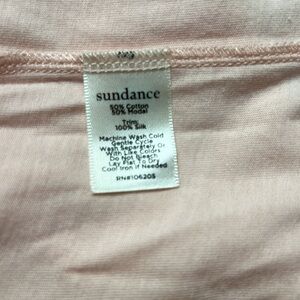 sundance
50% Cotton
50% Modal
Trim:
100% Silk
Machine Wash Cold
Gentle Cycle
Wash Separately Or
With Like Colors
Do Not Bleach
Lay Flat To Dry
Cool Iron if Needed
RN#106205